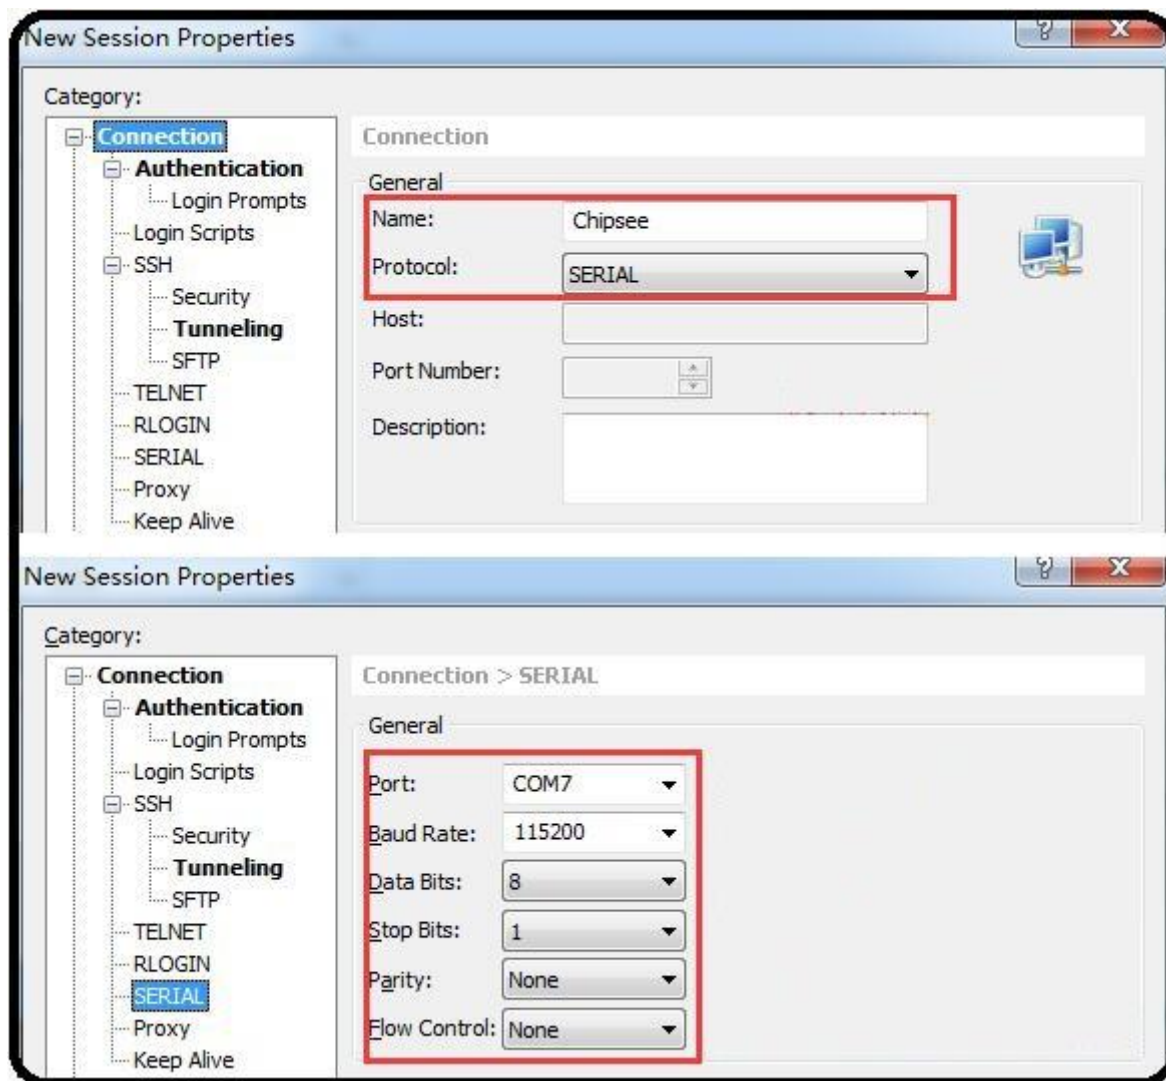 New Session Properties
Category:
Connection
Authentication
Login Prompts
Login Scripts
SSH
Security
Tunneling
SFTP
TELNET
RLOGIN
SERIAL
Proxy
Keep Alive
Connection
General
Name: Chipsee
Protocol: SERIAL
Host:
Port Number:
Description:
New Session Properties
Category:
Connection
Authentication
Login Prompts
Login Scripts
SSH
Security
Tunneling
SFTP
TELNET
RLOGIN
SERIAL
Proxy
Keep Alive
Connection > SERIAL
General
Port: COM7
Baud Rate: 115200
Data Bits: 8
Stop Bits: 1
Parity: None
Flow Control: None